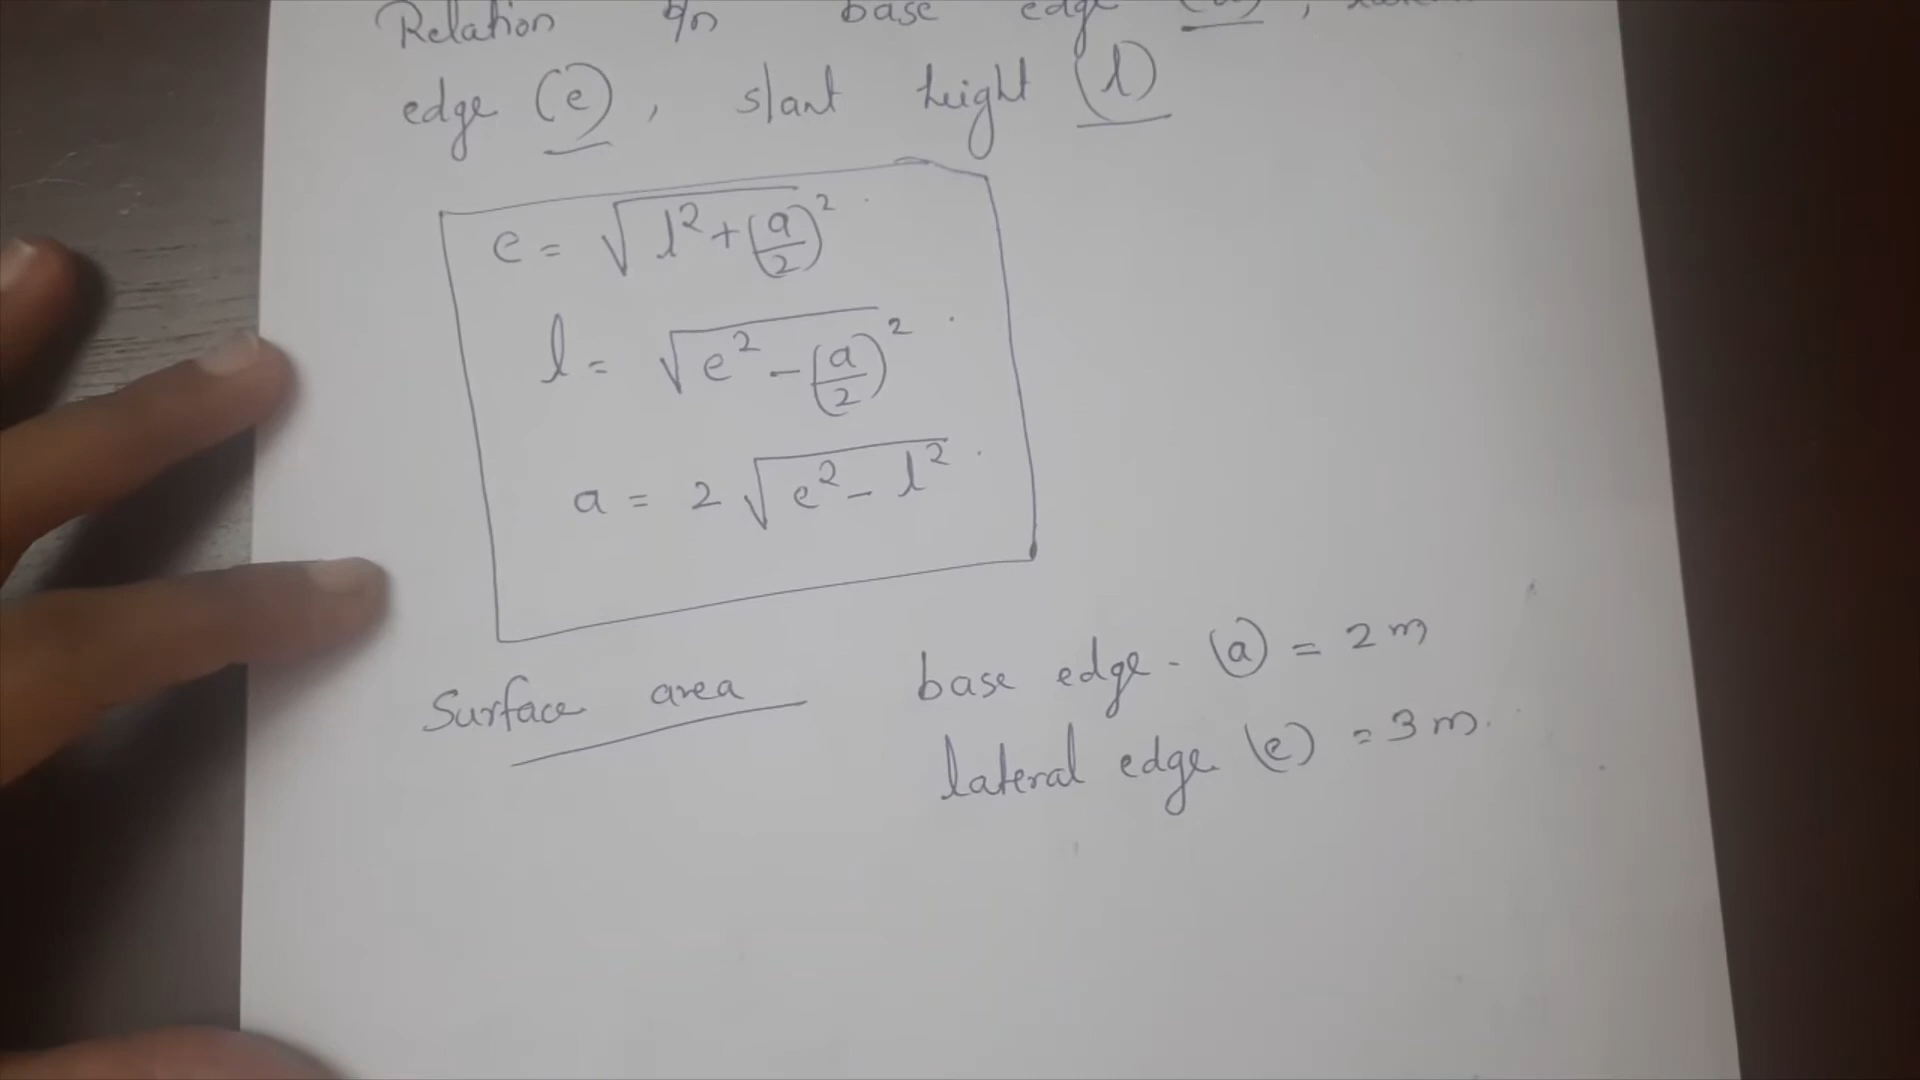 Relation b/n base edge
edge (e), slant height (l)
e = √l² + (a/2)²
l = √e² - (a/2)²
a = 2 √e² - l²
Surface area
base edge - (a) = 2 m
lateral edge (e) = 3 m.